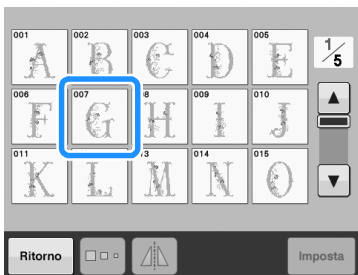 001 002 003 004 005
A B C D E
1/5
006 007 8 009 010
F G H I J
011 3 014 015
K L M N O
Ritorno Imposta